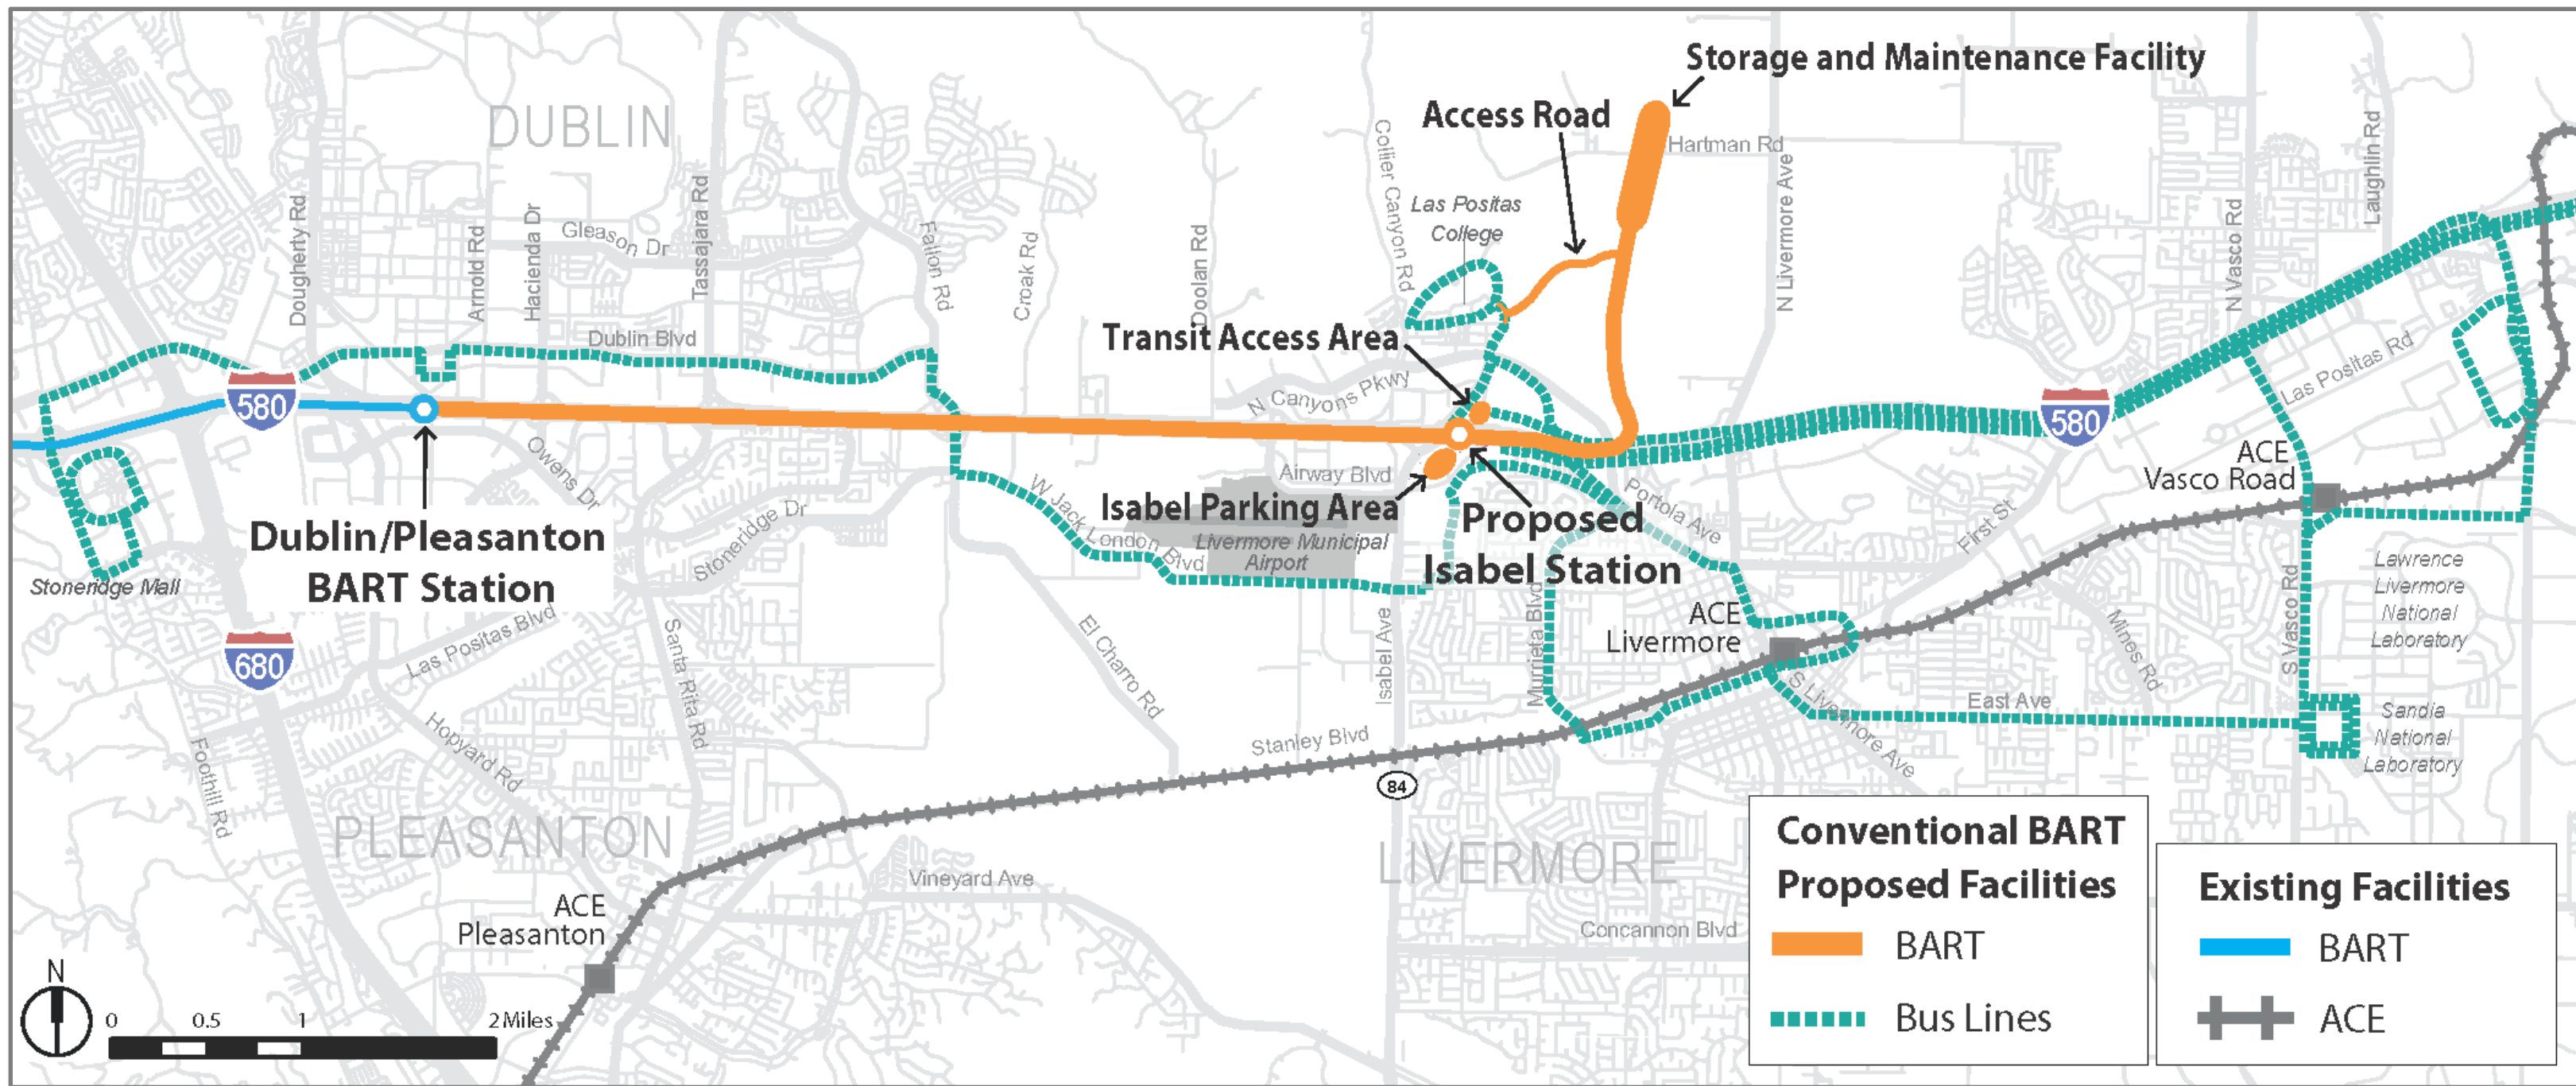 Storage and Maintenance Facility
Access Road
DUBLIN
Hartman Rd
Collier Canyon Rd
Las Positas
College
N Livermore Ave
N Vasco Rd
Laughlin Rd
Dougherty Rd
Arnold Rd
Hacienda Dr
Gleason Dr
Tassajara Rd
Fallon Rd
Croak Rd
Doolan Rd
Dublin Blvd
Transit Access Area
N Canyons Pkwy
Las Positas Rd
580
580
Owens Dr
Airway Blvd
ACE
Vasco Road
Isabel Parking Area
Proposed
Isabel Station
Portola Ave
First St
W Jack London Blvd
Livermore Municipal
Airport
Stoneridge Dr
Dublin/Pleasanton
BART Station
Stoneridge Mall
Lawrence
Livermore
National
Laboratory
680
Las Positas Blvd
Santa Rita Rd
El Charro Rd
Isabel Ave
Murrieta Blvd
ACE
Livermore
Mines Rd
S Vasco Rd
S Livermore Ave
East Ave
Sandia
National
Laboratory
Foothill Rd
Hopyard Rd
Stanley Blvd
84
PLEASANTON
LIVERMORE
Vineyard Ave
Concannon Blvd
ACE
Pleasanton
N
0 0.5 1 2 Miles
Conventional BART
Proposed Facilities
BART
Bus Lines
Existing Facilities
BART
ACE